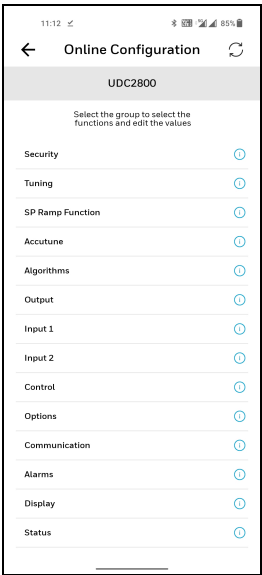 11:12 85%
Online Configuration
UDC2800
Select the group to select the
functions and edit the values
Security
Tuning
SP Ramp Function
Accutune
Algorithms
Output
Input 1
Input 2
Control
Options
Communication
Alarms
Display
Status